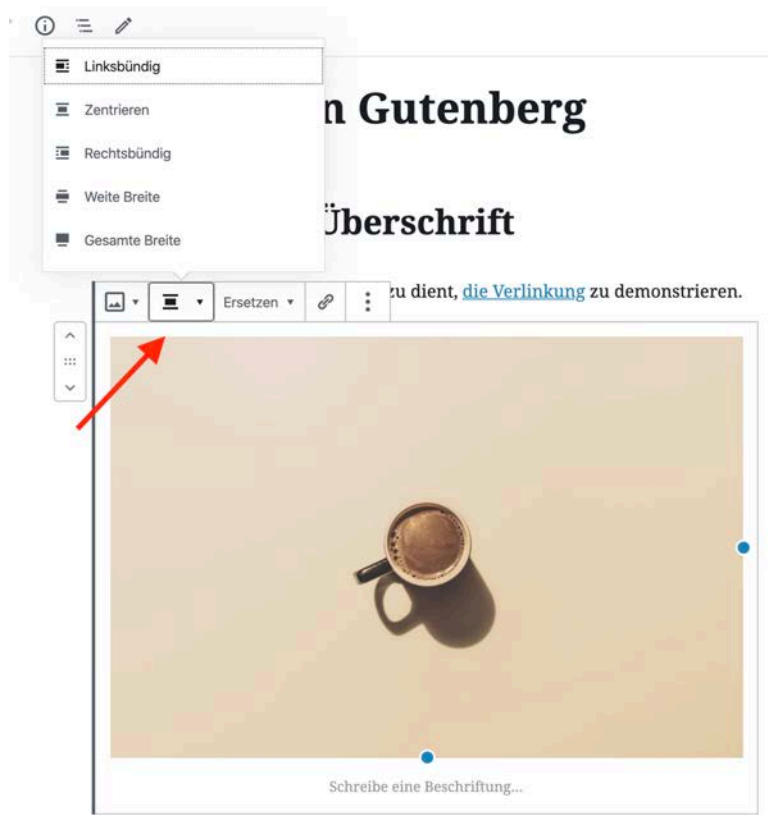 Linksbündig
Zentrieren
Rechtsbündig
Weite Breite
Gesamte Breite
n Gutenberg
Überschrift
zu dient, die Verlinkung zu demonstrieren.
Ersetzen
Schreibe eine Beschriftung...